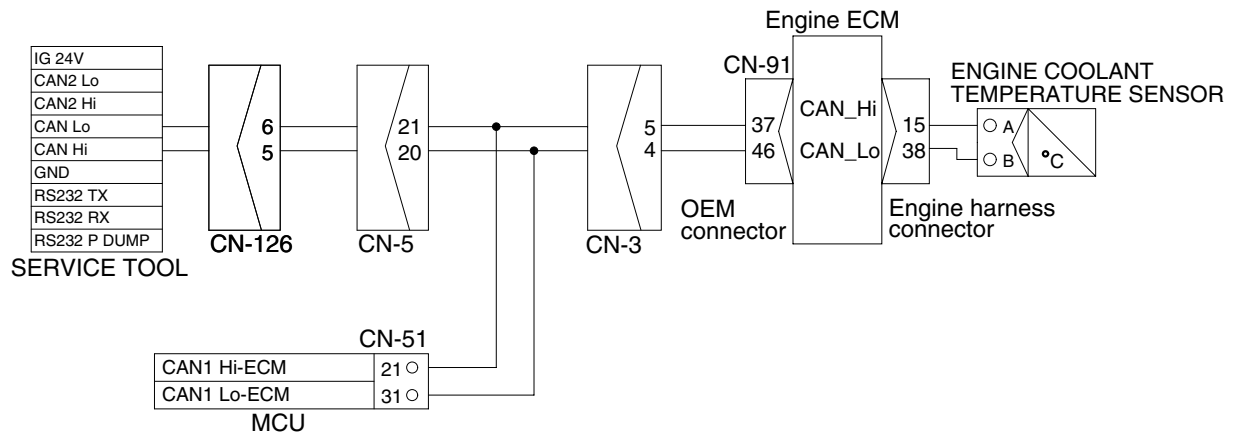 Engine ECM
IG 24V
CAN2 Lo
CAN2 Hi
CAN Lo
CAN Hi
GND
RS232 TX
RS232 RX
RS232 P DUMP
SERVICE TOOL
6
5
CN-126
21
20
CN-5
5
4
CN-3
CN-91
37
46
OEM
connector
CAN_Hi
CAN_Lo
15
38
Engine harness
connector
ENGINE COOLANT
TEMPERATURE SENSOR
A
B
°C
CN-51
CAN1 Hi-ECM 21
CAN1 Lo-ECM 31
MCU